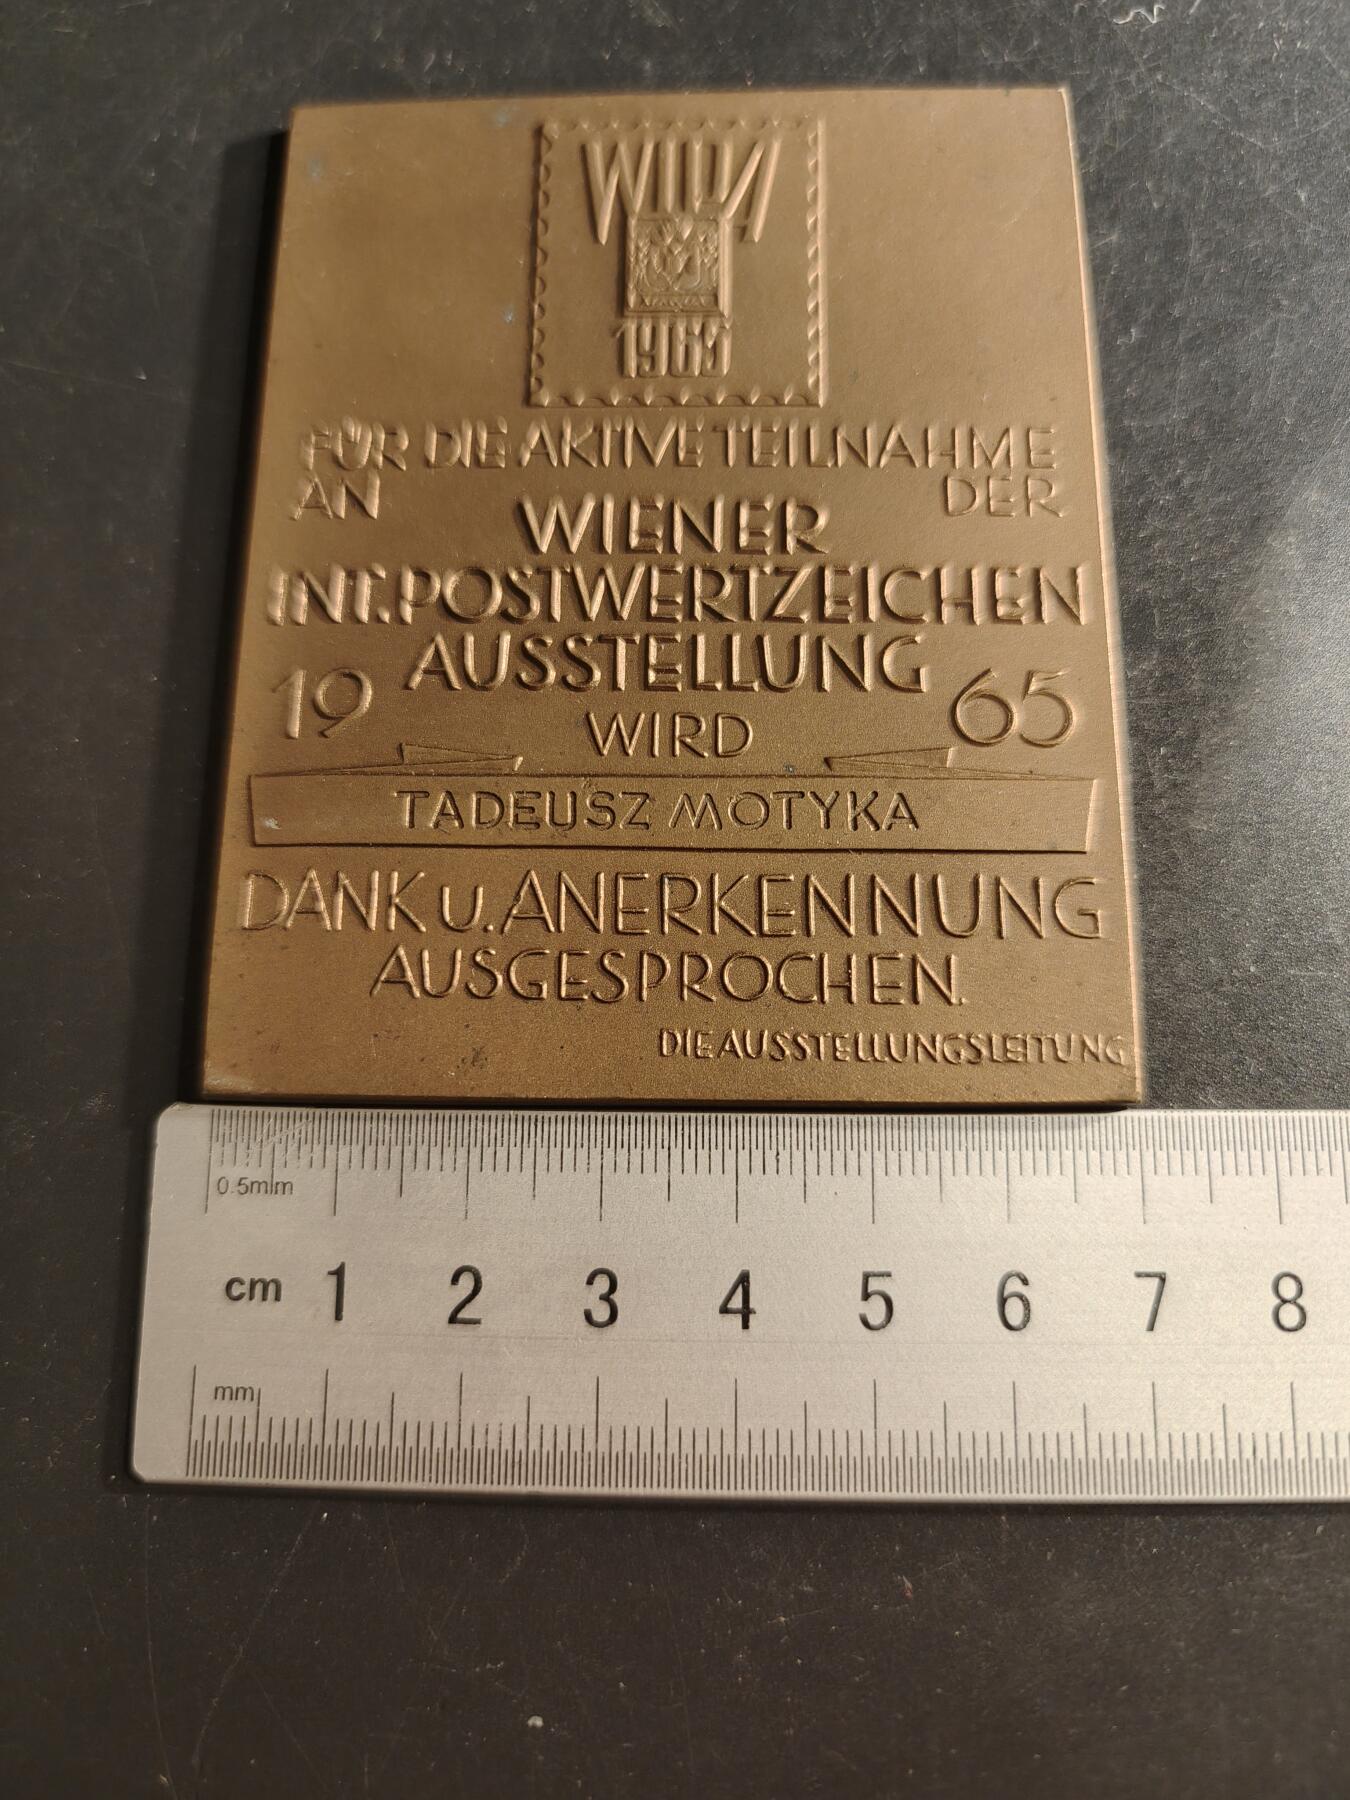 WIPA
1965
FÜR DIE AKTIVE TEILNAHME
AN DER
WIENER
INT. POSTWERTZEICHEN
AUSSTELLUNG
19 65
WIRD
TADEUSZ MOTYKA
DANK u. ANERKENNUNG
AUSGESPROCHEN.
DIE AUSSTELLUNGSLEITUNG
0.5mm
cm 1 2 3 4 5 6 7 8
mm